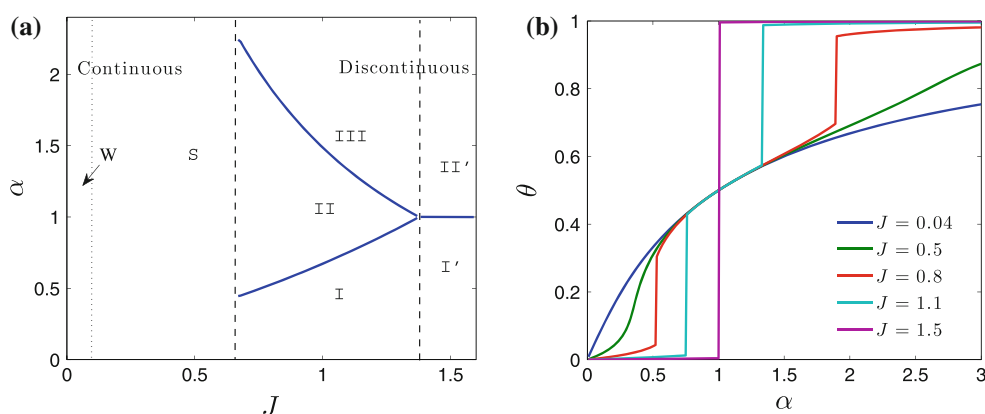 (a)
2
1.5
1
0.5
0
α
0
0.5
1
1.5
J
Continuous
Discontinuous
W
S
III
II
I
II'
I'
(b)
1
0.8
0.6
0.4
0.2
0
θ
0
0.5
1
1.5
2
2.5
3
α
J = 0.04
J = 0.5
J = 0.8
J = 1.1
J = 1.5